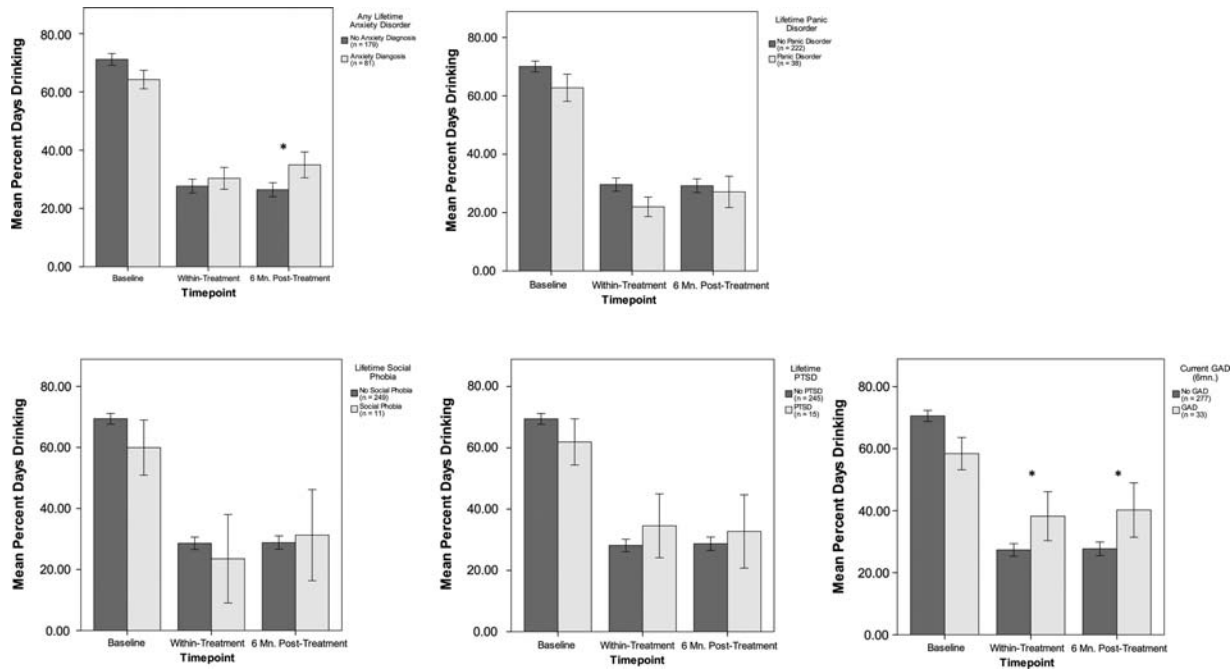 Any Lifetime
Anxiety Disorder
No Anxiety Diagnosis
(n = 179)
Anxiety Diangosis
(n = 81)
Mean Percent Days Drinking
80.00
60.00
40.00
20.00
0.00
*
Baseline
Within-Treatment
6 Mn. Post-Treatment
Timepoint
Lifetime Panic
Disorder
No Panic Disorder
(n = 222)
Panic Disorder
(n = 38)
Mean Percent Days Drinking
80.00
60.00
40.00
20.00
0.00
Baseline
Within-Treatment
6 Mn. Post-Treatment
Timepoint
Lifetime Social
Phobia
No Social Phobia
(n = 249)
Social Phobia
(n = 11)
Mean Percent Days Drinking
80.00
60.00
40.00
20.00
0.00
Baseline
Within-Treatment
6 Mn. Post-Treatment
Timepoint
Lifetime
PTSD
No PTSD
(n = 245)
PTSD
(n = 15)
Mean Percent Days Drinking
80.00
60.00
40.00
20.00
0.00
Baseline
Within-Treatment
6 Mn. Post-Treatment
Timepoint
Current GAD
(6mn.)
No GAD
(n = 277)
GAD
(n = 33)
Mean Percent Days Drinking
80.00
60.00
40.00
20.00
0.00
*
*
Baseline
Within-Treatment
6 Mn. Post-Treatment
Timepoint